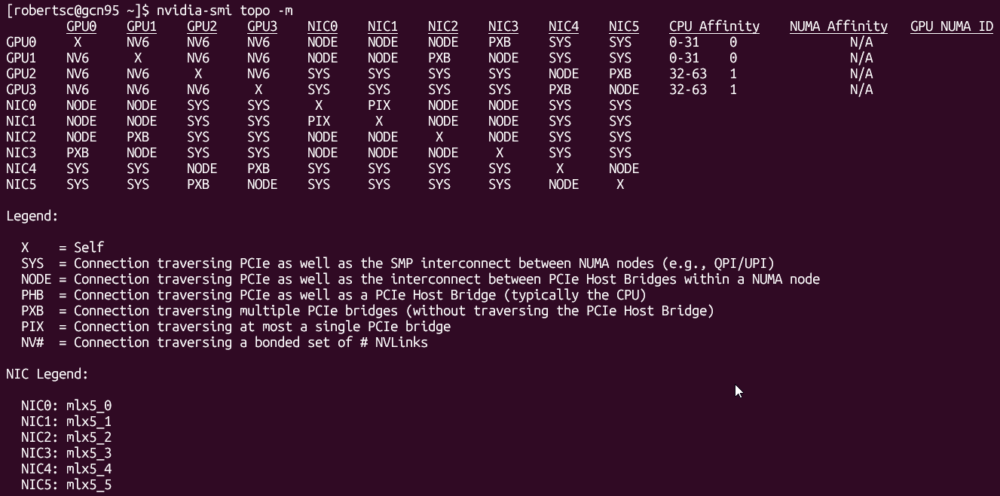 [robertsc@gcn95 ~]$ nvidia-smi topo -m
        GPU0    GPU1    GPU2    GPU3    NIC0    NIC1    NIC2    NIC3    NIC4    NIC5    CPU Affinity    NUMA Affinity   GPU NUMA ID
GPU0     X      NV6     NV6     NV6     NODE    NODE    NODE    PXB     SYS     SYS     0-31    0               N/A
GPU1    NV6      X      NV6     NV6     NODE    NODE    PXB     NODE    SYS     SYS     0-31    0               N/A
GPU2    NV6     NV6      X      NV6     SYS     SYS     SYS     SYS     NODE    PXB     32-63   1               N/A
GPU3    NV6     NV6     NV6      X      SYS     SYS     SYS     SYS     PXB     NODE    32-63   1               N/A
NIC0    NODE    NODE    SYS     SYS      X      PIX     NODE    NODE    SYS     SYS
NIC1    NODE    NODE    SYS     SYS     PIX      X      NODE    NODE    SYS     SYS
NIC2    NODE    PXB     SYS     SYS     NODE    NODE     X      NODE    SYS     SYS
NIC3    PXB     NODE    SYS     SYS     NODE    NODE    NODE     X      SYS     SYS
NIC4    SYS     SYS     NODE    PXB     SYS     SYS     SYS     SYS      X      NODE
NIC5    SYS     SYS     PXB     NODE    SYS     SYS     SYS     SYS     NODE     X
Legend:
  X    = Self
  SYS  = Connection traversing PCIe as well as the SMP interconnect between NUMA nodes (e.g., QPI/UPI)
  NODE = Connection traversing PCIe as well as the interconnect between PCIe Host Bridges within a NUMA node
  PHB  = Connection traversing PCIe as well as a PCIe Host Bridge (typically the CPU)
  PXB  = Connection traversing multiple PCIe bridges (without traversing the PCIe Host Bridge)
  PIX  = Connection traversing at most a single PCIe bridge
  NV#  = Connection traversing a bonded set of # NVLinks
NIC Legend:
  NIC0: mlx5_0
  NIC1: mlx5_1
  NIC2: mlx5_2
  NIC3: mlx5_3
  NIC4: mlx5_4
  NIC5: mlx5_5